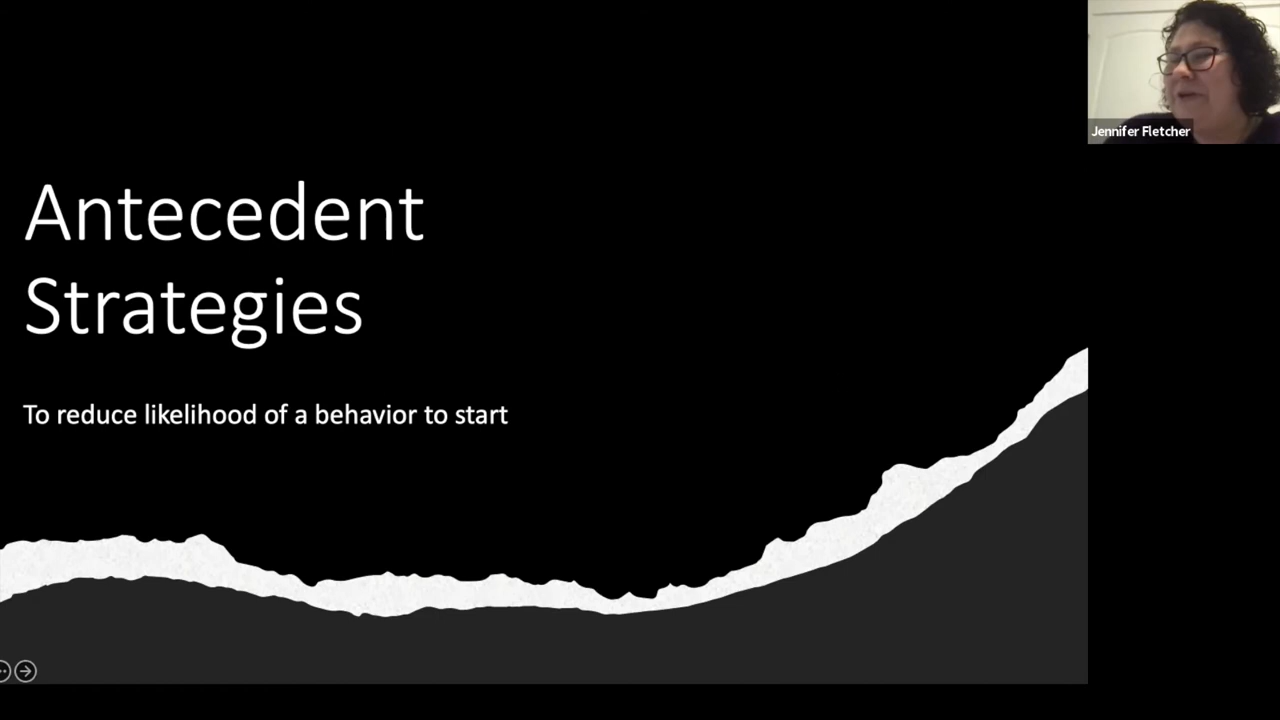 Jennifer Fletcher
Antecedent
Strategies
To reduce likelihood of a behavior to start